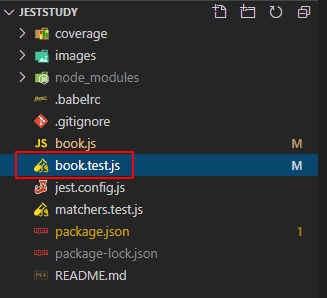 JESTSTUDY
coverage
images
node_modules
.babelrc
.gitignore
JS book.js M
book.test.js M
jest.config.js
matchers.test.js
package.json 1
package-lock.json
README.md